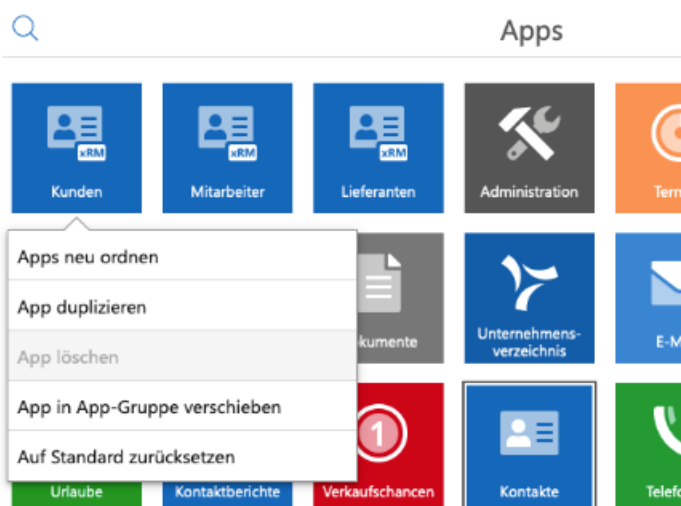 Apps
xRM
xRM
xRM
Kunden
Mitarbeiter
Lieferanten
Administration
Apps neu ordnen
App duplizieren
App löschen
App in App-Gruppe verschieben
Auf Standard zurücksetzen
Unternehmens-
verzeichnis
1
Urlaube
Kontaktberichte
Verkaufschancen
Kontakte